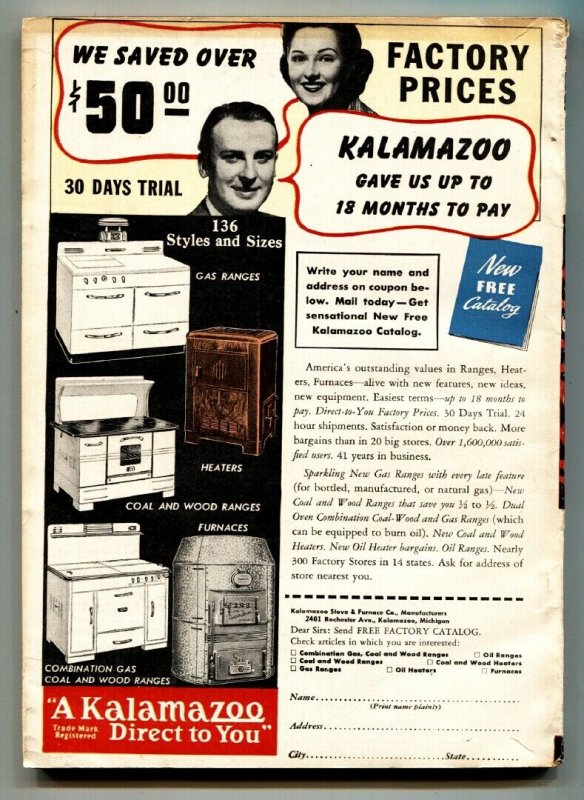 WE SAVED OVER
$50.00
FACTORY
PRICES
KALAMAZOO
GAVE US UP TO
18 MONTHS TO PAY
30 DAYS TRIAL
136
Styles and Sizes
GAS RANGES
HEATERS
COAL AND WOOD RANGES
FURNACES
COMBINATION GAS
COAL AND WOOD RANGES
"A Kalamazoo
Trade Mark
Registered
Direct to You"
Write your name and
address on coupon be-
low. Mail today—Get
sensational New Free
Kalamazoo Catalog.
New
FREE
Catalog
America's outstanding values in Ranges, Heat-
ers, Furnaces—alive with new features, new ideas,
new equipment. Easiest terms—up to 18 months to
pay. Direct-to-You Factory Prices. 30 Days Trial. 24
hour shipments. Satisfaction or money back. More
bargains than in 20 big stores. Over 1,600,000 satis-
fied users. 41 years in business.
Sparkling New Gas Ranges with every late feature
(for bottled, manufactured, or natural gas)—New
Coal and Wood Ranges that save you ⅓ to ½. Dual
Oven Combination Coal-Wood and Gas Ranges (which
can be equipped to burn oil). New Coal and Wood
Heaters. New Oil Heater bargains. Oil Ranges. Nearly
300 Factory Stores in 14 states. Ask for address of
store nearest you.
Kalamazoo Stove & Furnace Co., Manufacturers
2401 Rochester Ave., Kalamazoo, Michigan
Dear Sirs: Send FREE FACTORY CATALOG.
Check articles in which you are interested:
□ Combination Gas, Coal and Wood Ranges □ Oil Ranges
□ Coal and Wood Ranges □ Coal and Wood Heaters
□ Gas Ranges □ Oil Heaters □ Furnaces
Name
(Print name plainly)
Address
City State